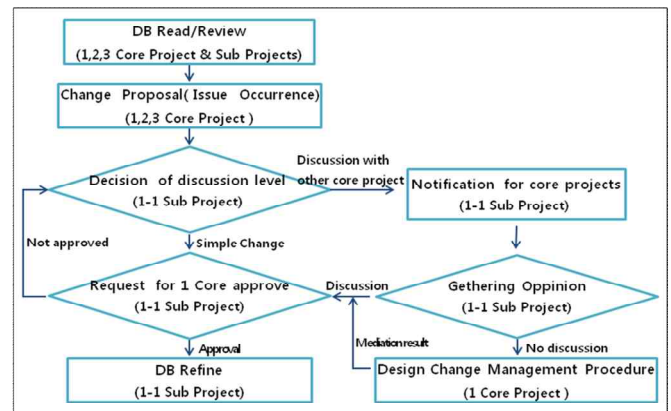 DB Read/Review
(1,2,3 Core Project & Sub Projects)
Change Proposal( Issue Occurrence)
(1,2,3 Core Project )
Decision of discussion level
(1-1 Sub Project)
Discussion with
other core project
Notification for core projects
(1-1 Sub Project)
Not approved
Simple Change
Request for 1 Core approve
(1-1 Sub Project)
Discussion
Gethering Oppinion
(1-1 Sub Project)
Approval
Mediation result
No discussion
DB Refine
(1-1 Sub Project)
Design Change Management Procedure
(1 Core Project )